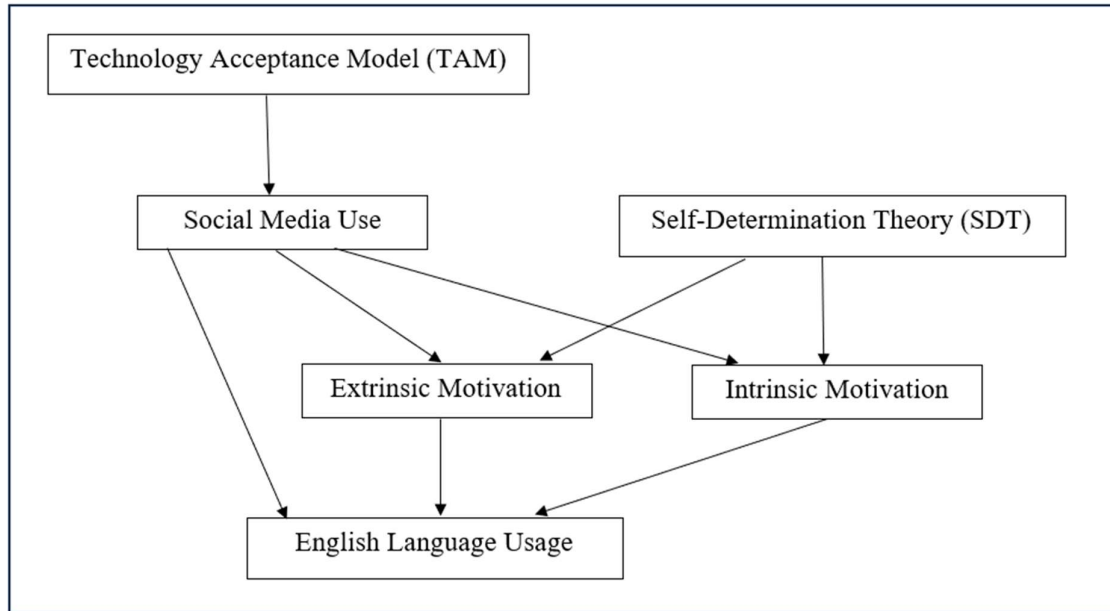 Technology Acceptance Model (TAM)
Social Media Use
Self-Determination Theory (SDT)
Extrinsic Motivation
Intrinsic Motivation
English Language Usage